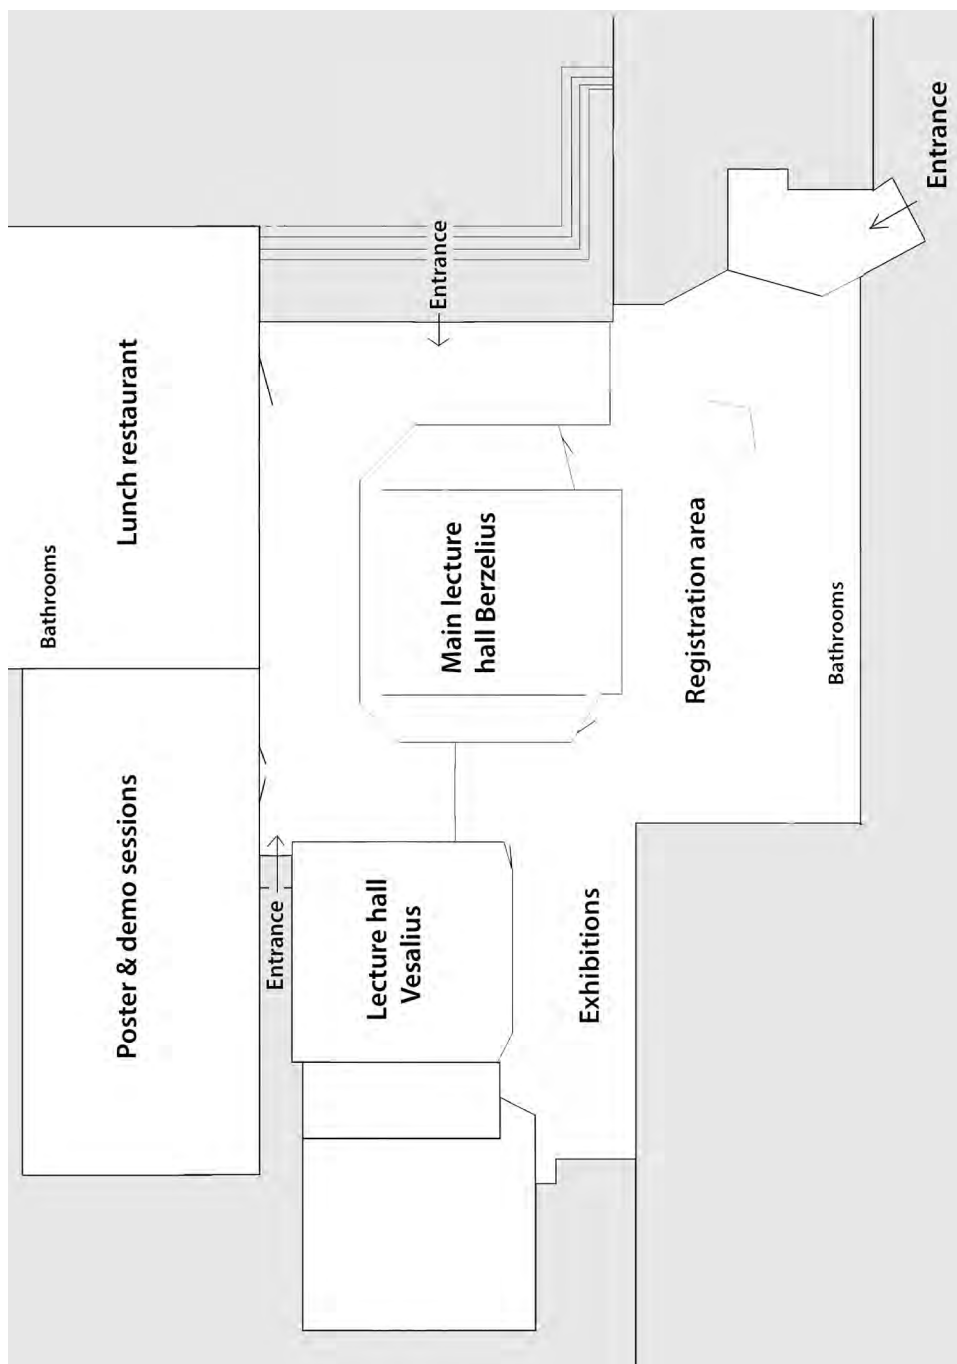 Entrance
Entrance
Lunch restaurant
Bathrooms
Main lecture
hall Berzelius
Registration area
Bathrooms
Poster & demo sessions
Entrance
Lecture hall
Vesalius
Exhibitions